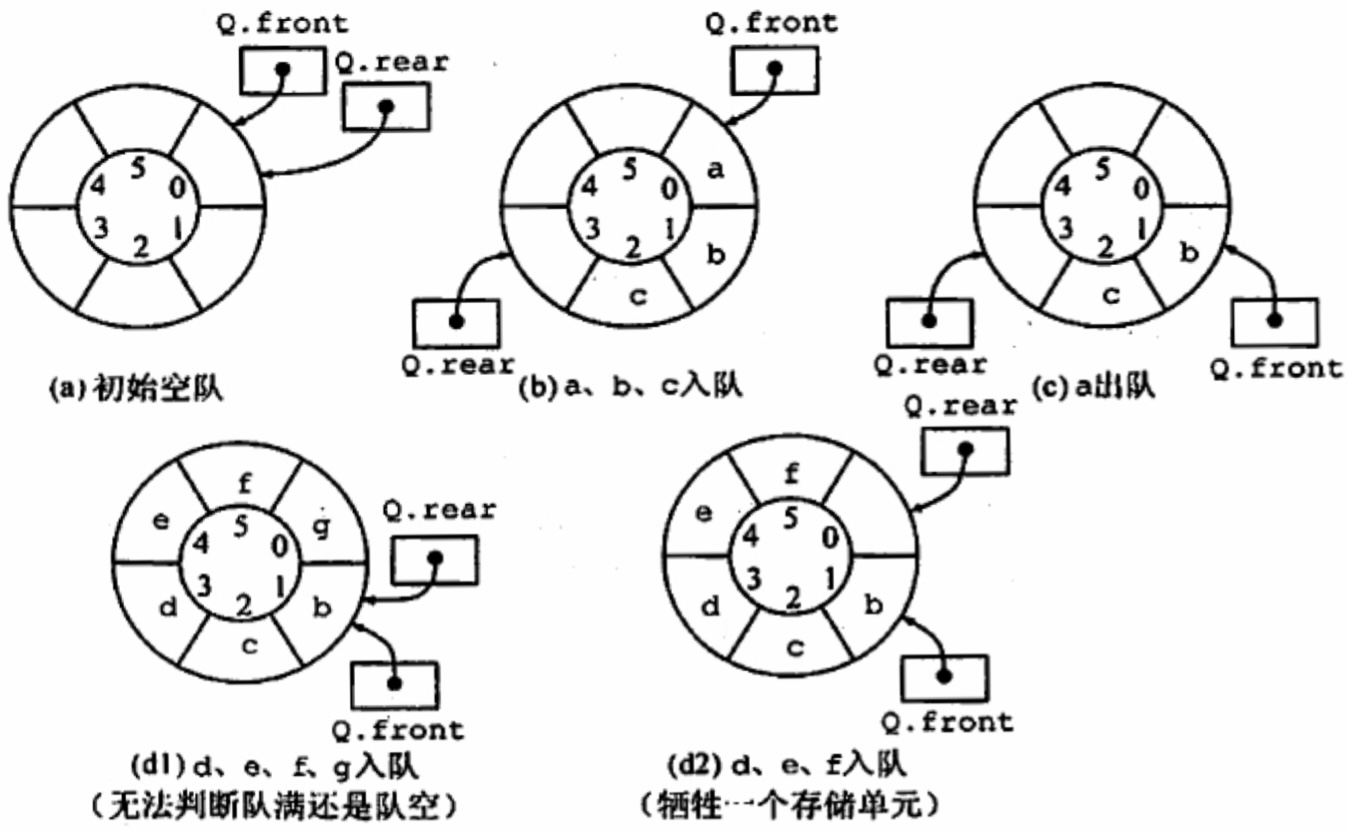 Q.front
Q.rear
5
4 0
3 1
2
(a)初始空队
Q.front
a
5
4 0
3 1
2
b
c
Q.rear
(b)a、b、c入队
5
4 0
3 1
2
b
c
Q.rear
Q.front
(c)a出队
f
e
g
5
4 0
3 1
2
d
b
c
Q.rear
Q.front
(d1)d、e、f、g入队
(无法判断队满还是队空)
Q.rear
f
e
5
4 0
3 1
2
d
b
c
Q.front
(d2)d、e、f入队
(牺牲一个存储单元)